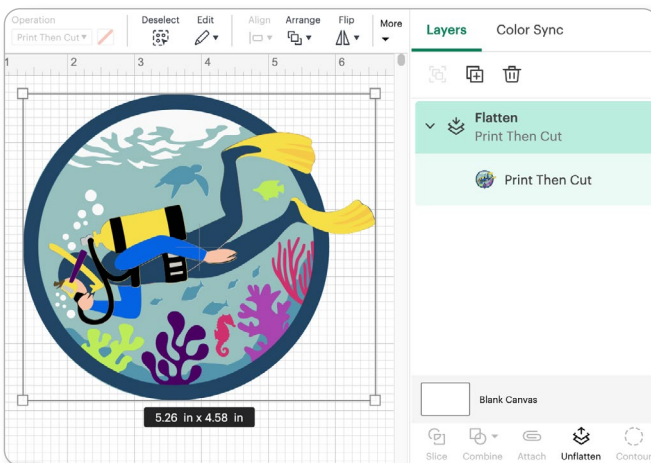 Operation
Deselect Edit Align Arrange Flip More
Print Then Cut
1 2 3 4 5 6
5.26 in x 4.58 in
Layers Color Sync
Flatten
Print Then Cut
Print Then Cut
Blank Canvas
Slice Combine Attach Unflatten Contour